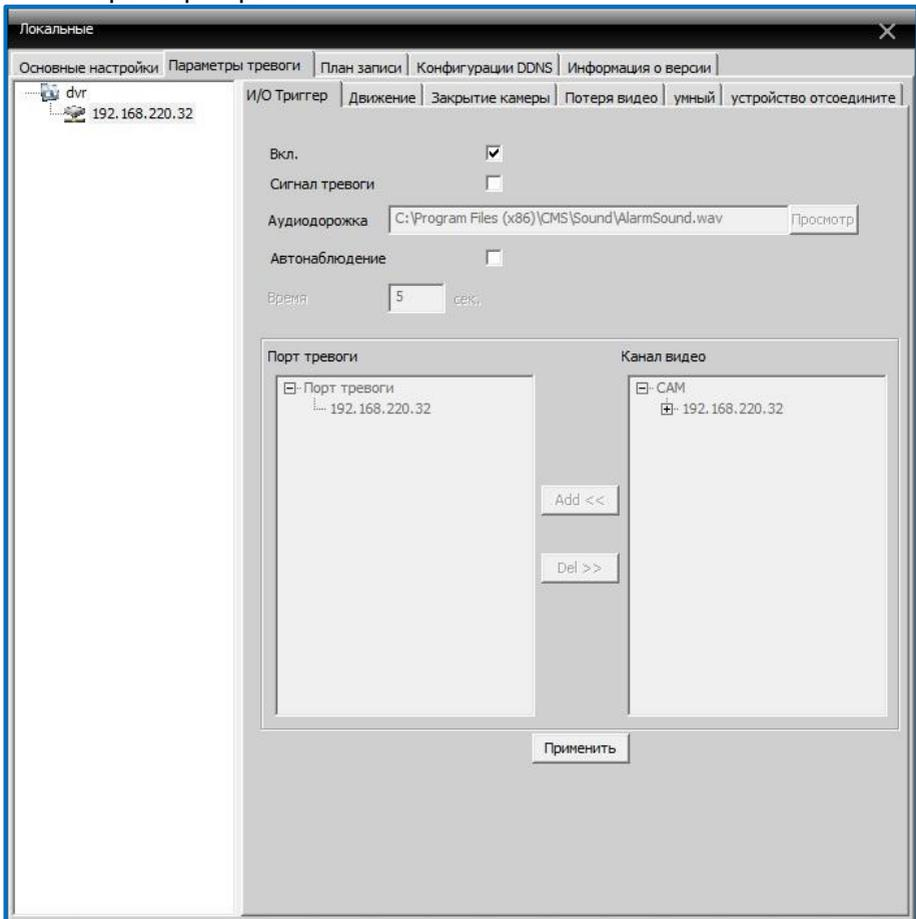 Локальные
Основные настройки Параметры тревоги План записи Конфигурации DDNS Информация о версии
dvr
192.168.220.32
И/О Триггер Движение Закрытие камеры Потеря видео умный устройство отсоедините
Вкл.
Сигнал тревоги
Аудиодорожка C:\Program Files (x86)\CMS\Sound\AlarmSound.wav Просмотр
Автонаблюдение
Время 5 сек.
Порт тревоги Канал видео
Порт тревоги CAM
192.168.220.32 192.168.220.32
Add <<
Del >>
Применить